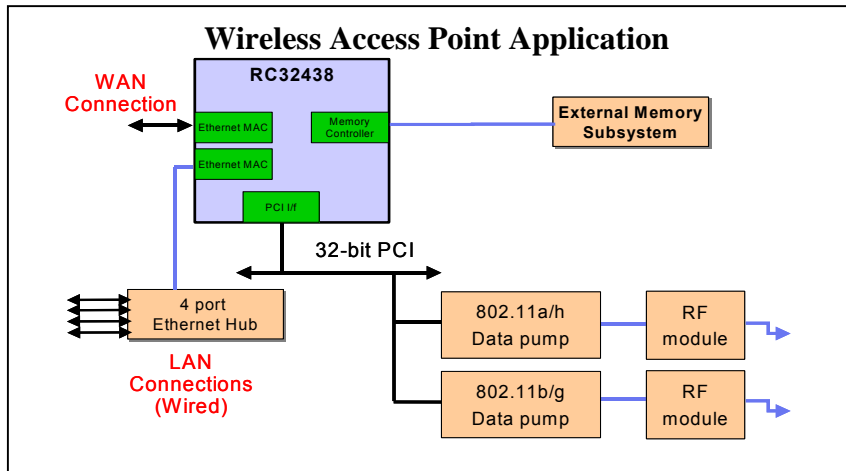 Wireless Access Point Application
RC32438
WAN
Connection
Ethernet MAC
Memory
Controller
External Memory
Subsystem
Ethernet MAC
PCI I/f
32-bit PCI
4 port
Ethernet Hub
802.11a/h
Data pump
RF
module
LAN
Connections
(Wired)
802.11b/g
Data pump
RF
module